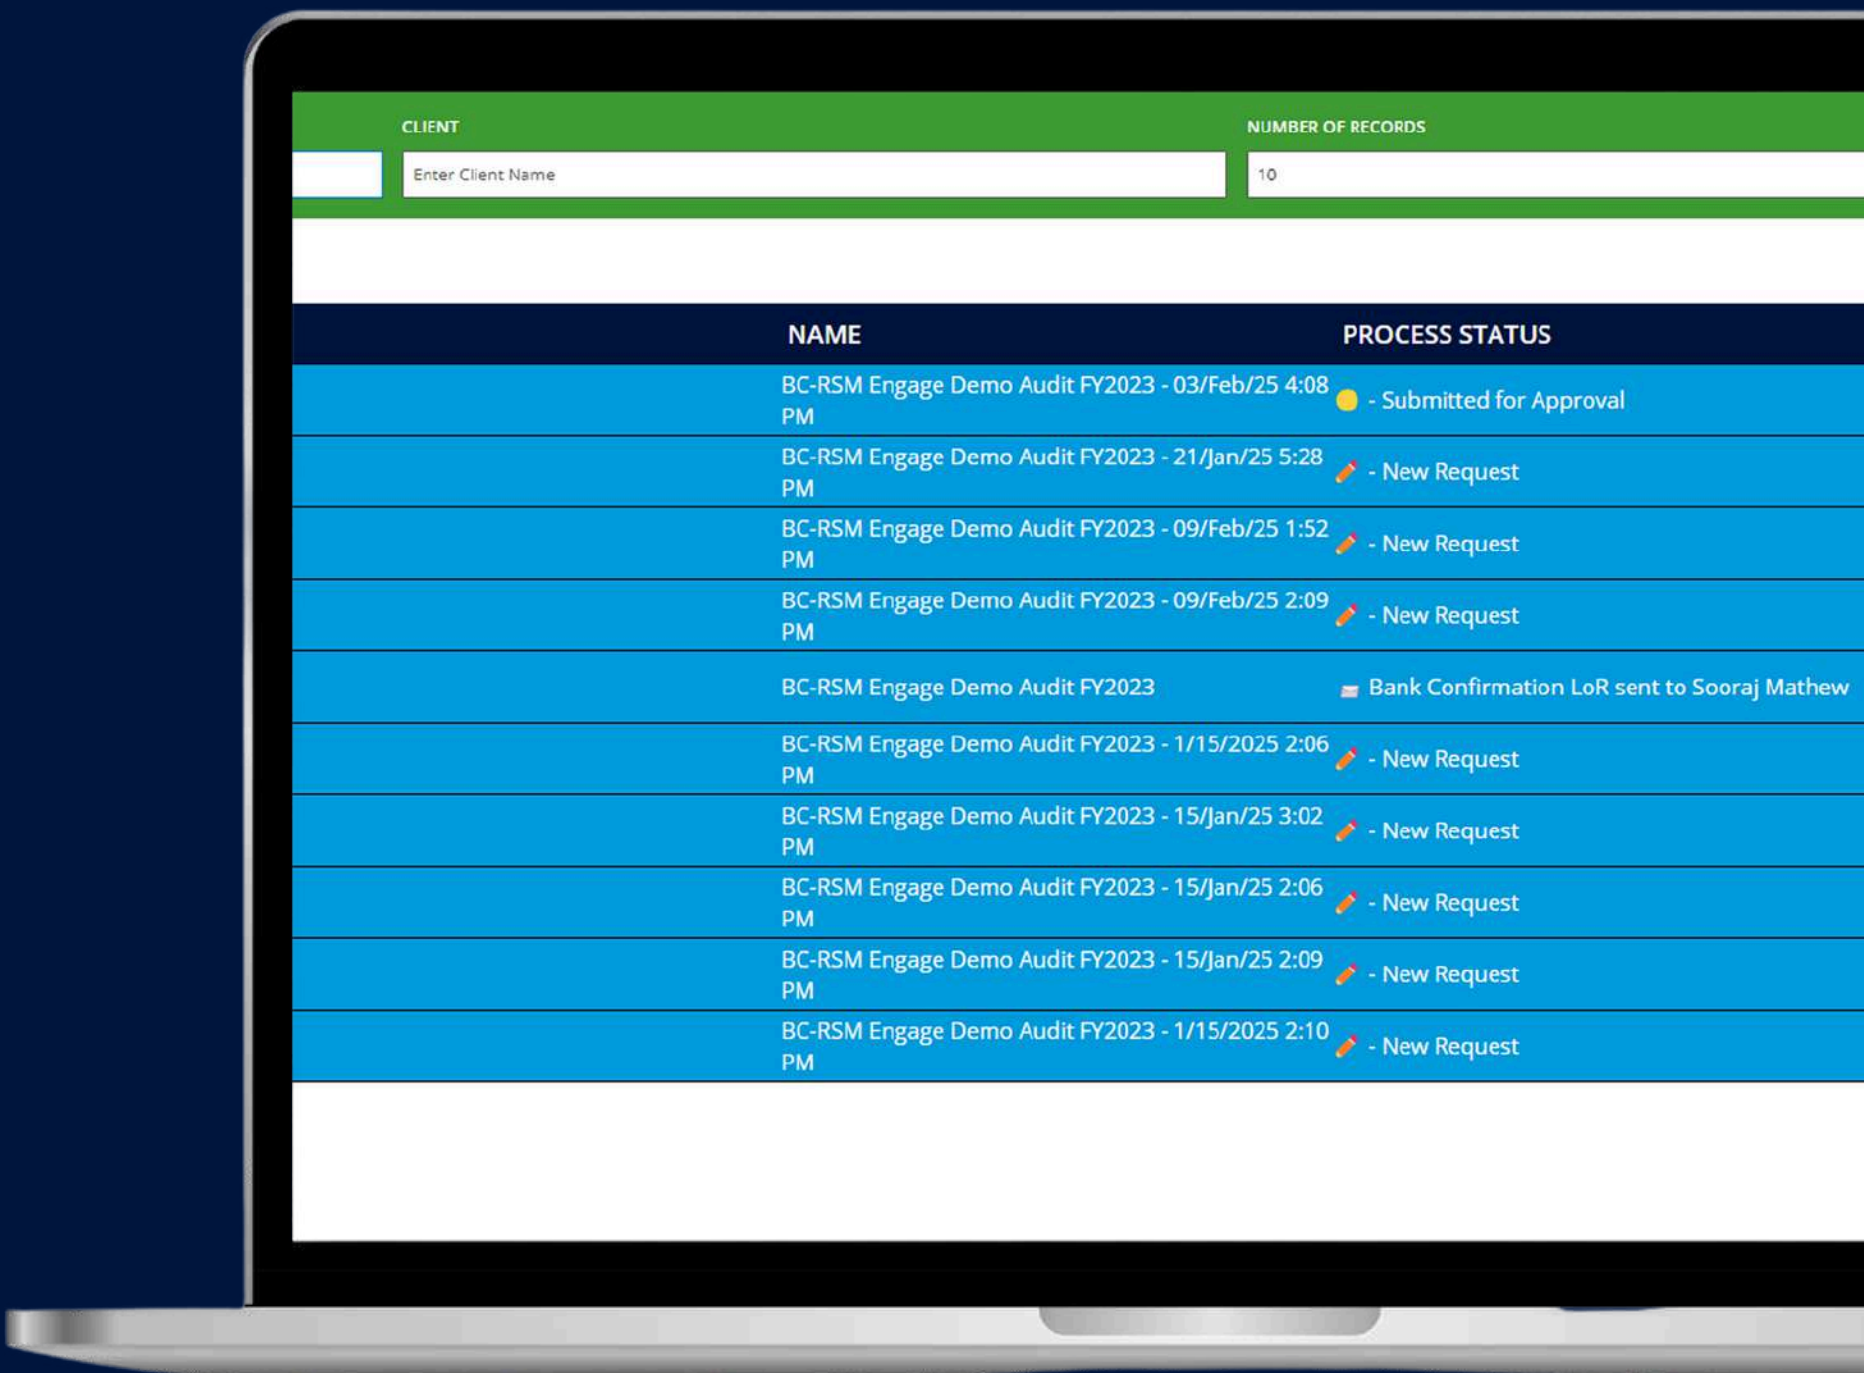 CLIENT
NUMBER OF RECORDS
Enter Client Name
10
NAME
PROCESS STATUS
BC-RSM Engage Demo Audit FY2023 - 03/Feb/25 4:08
PM
- Submitted for Approval
BC-RSM Engage Demo Audit FY2023 - 21/Jan/25 5:28
PM
- New Request
BC-RSM Engage Demo Audit FY2023 - 09/Feb/25 1:52
PM
- New Request
BC-RSM Engage Demo Audit FY2023 - 09/Feb/25 2:09
PM
- New Request
BC-RSM Engage Demo Audit FY2023
Bank Confirmation LoR sent to Sooraj Mathew
BC-RSM Engage Demo Audit FY2023 - 1/15/2025 2:06
PM
- New Request
BC-RSM Engage Demo Audit FY2023 - 15/Jan/25 3:02
PM
- New Request
BC-RSM Engage Demo Audit FY2023 - 15/Jan/25 2:06
PM
- New Request
BC-RSM Engage Demo Audit FY2023 - 15/Jan/25 2:09
PM
- New Request
BC-RSM Engage Demo Audit FY2023 - 1/15/2025 2:10
PM
- New Request